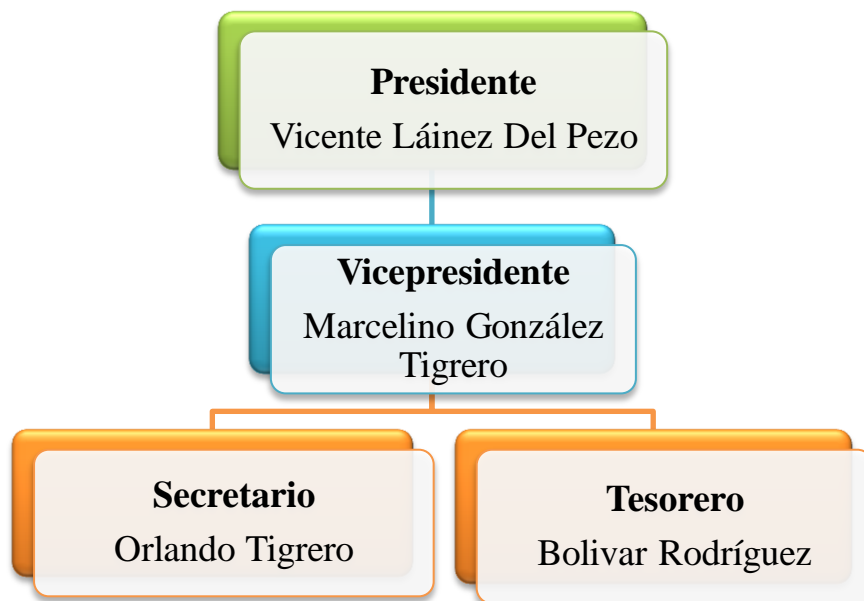 Presidente
Vicente Láinez Del Pezo
Vicepresidente
Marcelino González
Tigrero
Secretario
Orlando Tigrero
Tesorero
Bolivar Rodríguez